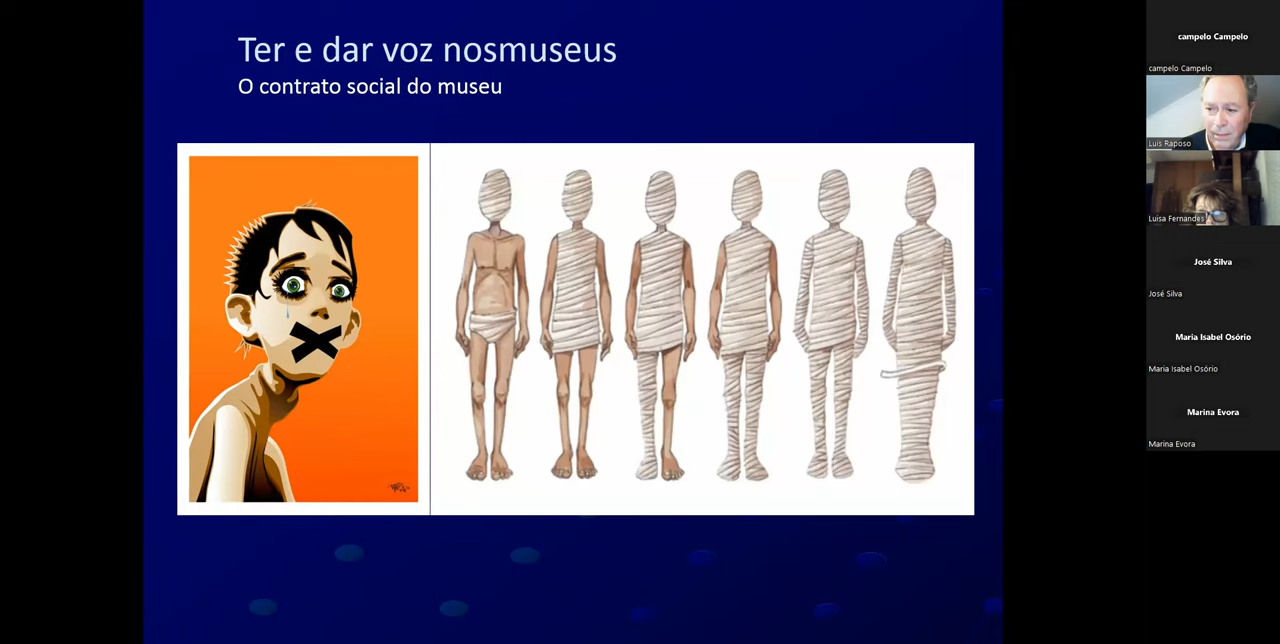 Ter e dar voz nosmuseus
O contrato social do museu
campelo Campelo
campelo Campelo
Luis Raposo
Luisa Fernandes
José Silva
José Silva
Maria Isabel Osório
Maria Isabel Osório
Marina Evora
Marina Evora